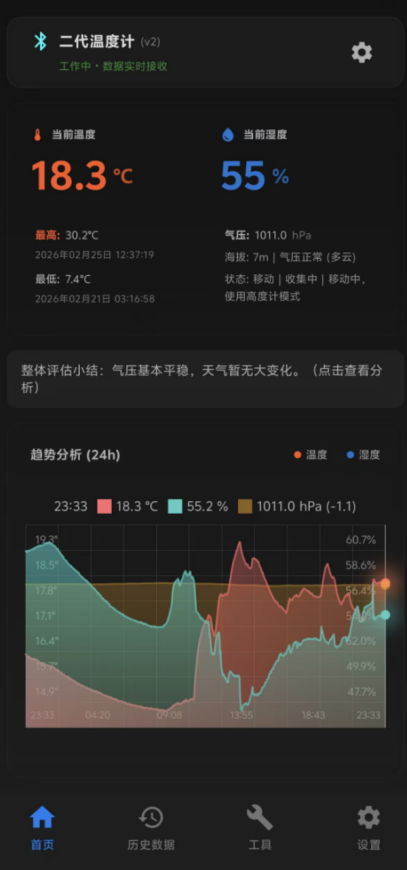 二代温度计 (v2)
工作中・数据实时接收
当前温度
当前湿度
18.3 °C
55 %
最高: 30.2°C
2026年02月25日 12:37:19
最低: 7.4°C
2026年02月21日 03:16:58
气压: 1011.0 hPa
海拔: 7m | 气压正常 (多云)
状态: 移动 | 收集中 | 移动中,
使用高度计模式
整体评估小结：气压基本平稳，天气暂无大变化。（点击查看分
析）
趋势分析 (24h)
温度
湿度
23:33 18.3 °C 55.2 % 1011.0 hPa (-1.1)
19.3°
60.7%
18.5°
58.6%
17.8°
56.4%
17.1°
16.4°
52.0%
15.7°
49.9%
14.9°
47.7%
23:33 04:20 09:08 13:55 18:43 23:33
首页
历史数据
工具
设置